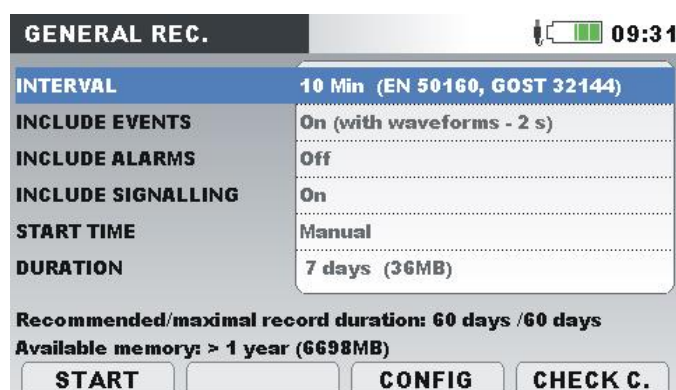 GENERAL REC. 09:31
INTERVAL 10 Min (EN 50160, GOST 32144)
INCLUDE EVENTS On (with waveforms - 2 s)
INCLUDE ALARMS Off
INCLUDE SIGNALLING On
START TIME Manual
DURATION 7 days (36MB)
Recommended/maximal record duration: 60 days /60 days
Available memory: > 1 year (6698MB)
START CONFIG CHECK C.